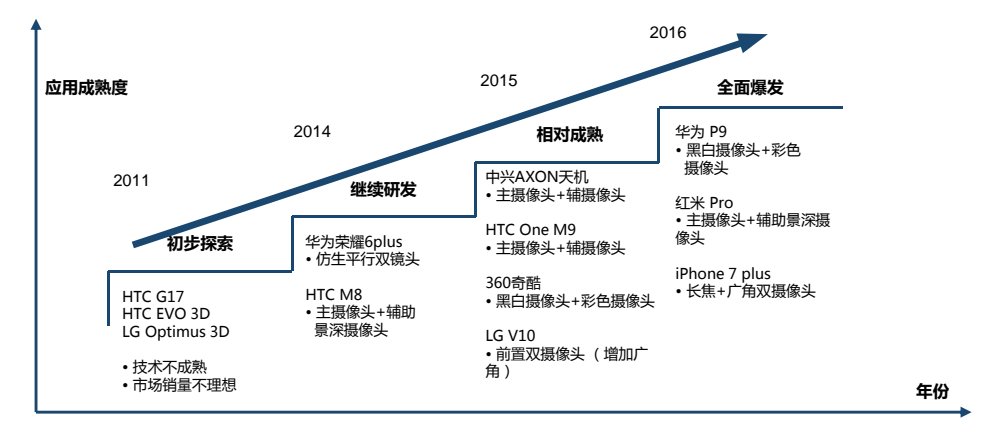 应用成熟度
2011
初步探索
HTC G17
HTC EVO 3D
LG Optimus 3D
• 技术不成熟
• 市场销量不理想
2014
继续研发
华为荣耀6plus
• 仿生平行双镜头
HTC M8
• 主摄像头+辅助
景深摄像头
2015
相对成熟
中兴AXON天机
• 主摄像头+辅摄像头
HTC One M9
• 主摄像头+辅摄像头
360奇酷
• 黑白摄像头+彩色摄像头
LG V10
• 前置双摄像头（增加广
角）
2016
全面爆发
华为 P9
• 黑白摄像头+彩色
摄像头
红米 Pro
• 主摄像头+辅助景深摄
像头
iPhone 7 plus
• 长焦+广角双摄像头
年份